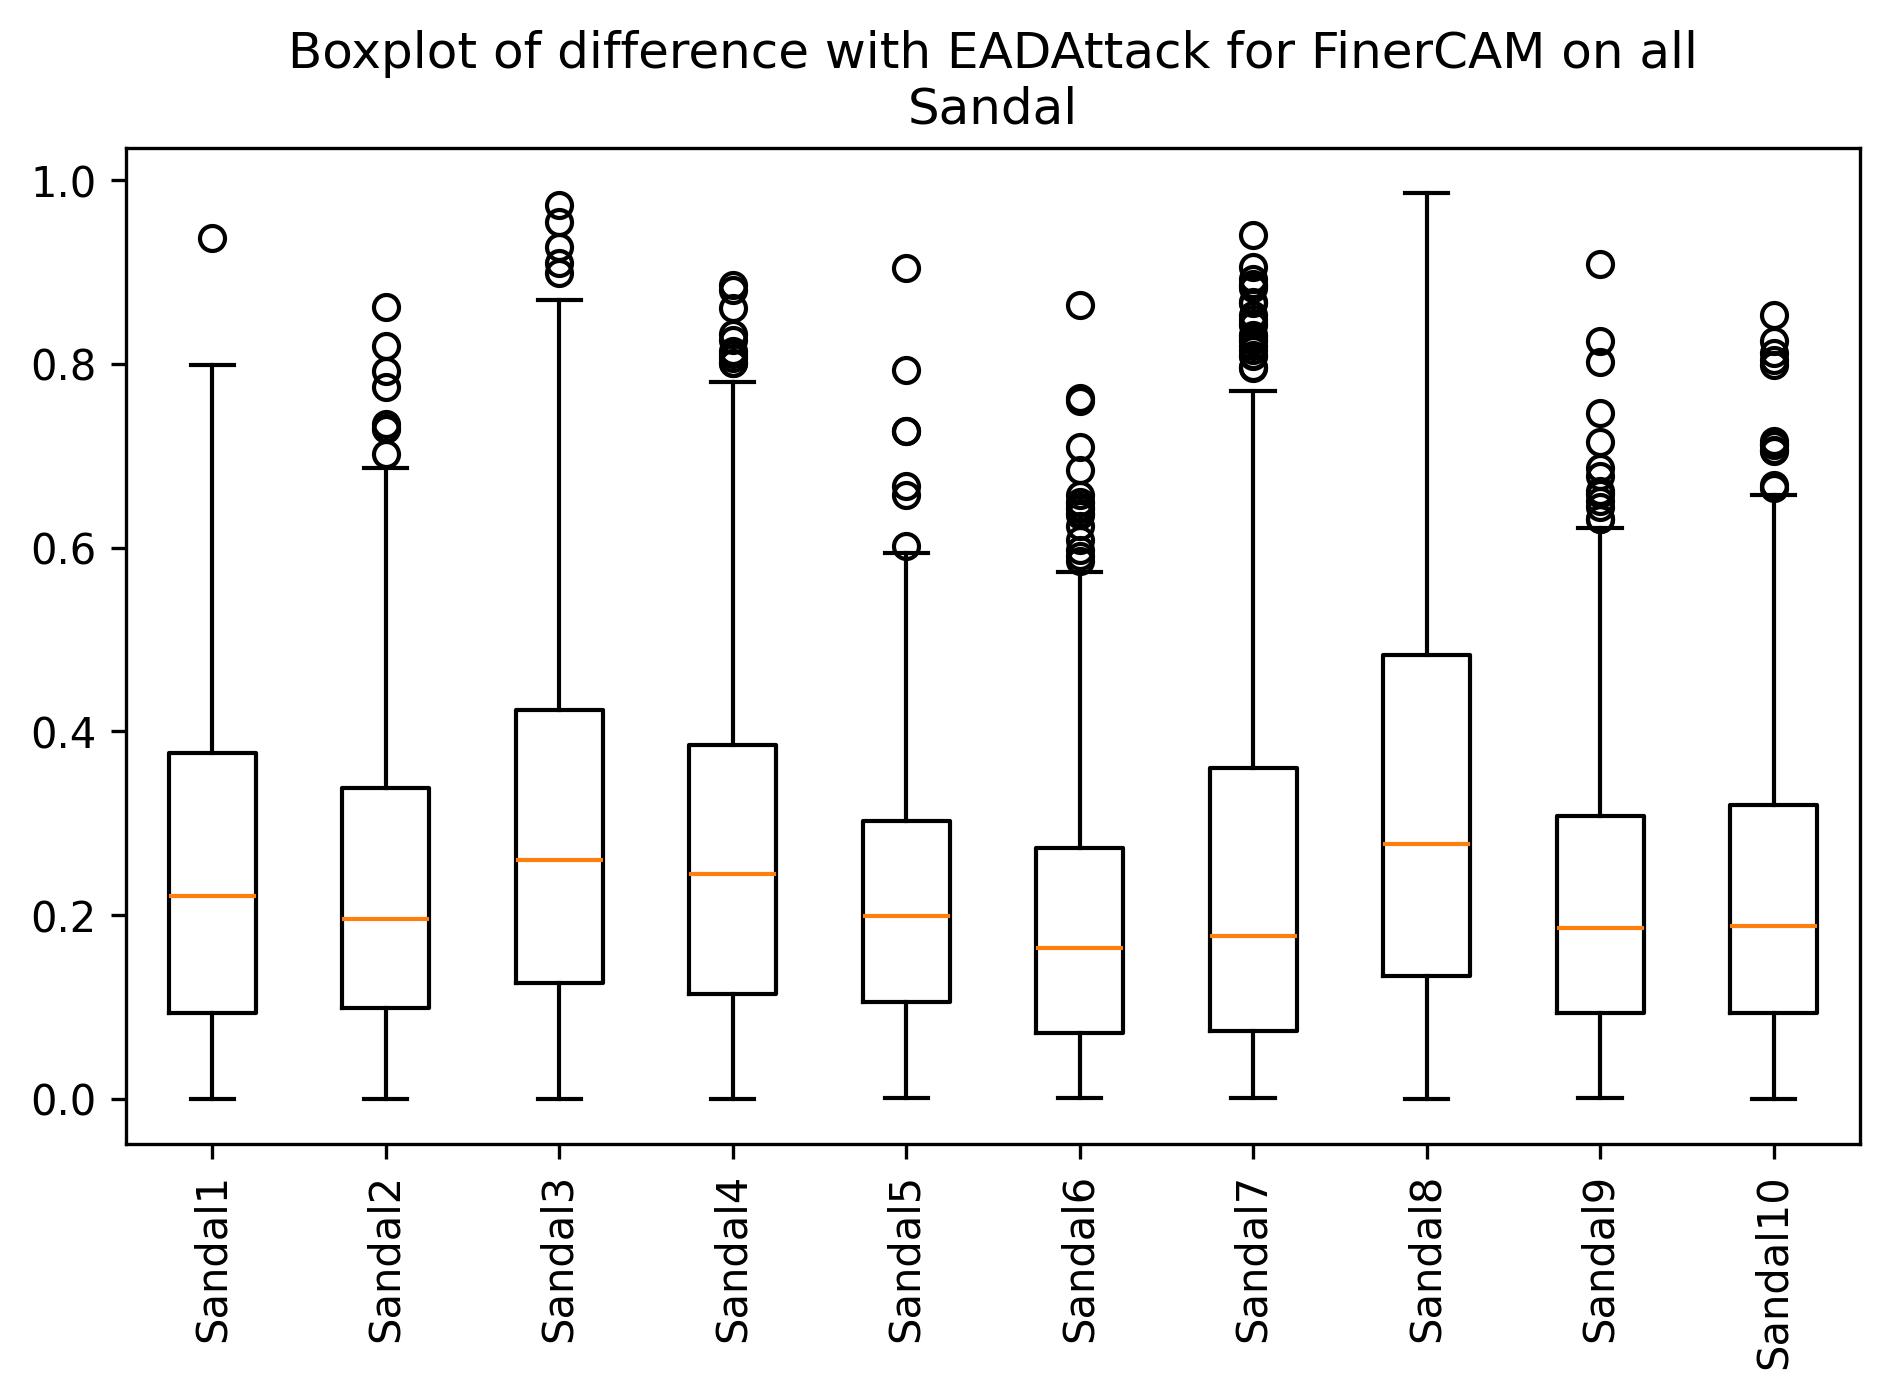 Boxplot of difference with EADAttack for FinerCAM on all
Sandal
1.0
0.8
0.6
0.4
0.2
0.0
Sandal1
Sandal2
Sandal3
Sandal4
Sandal5
Sandal6
Sandal7
Sandal8
Sandal9
Sandal10